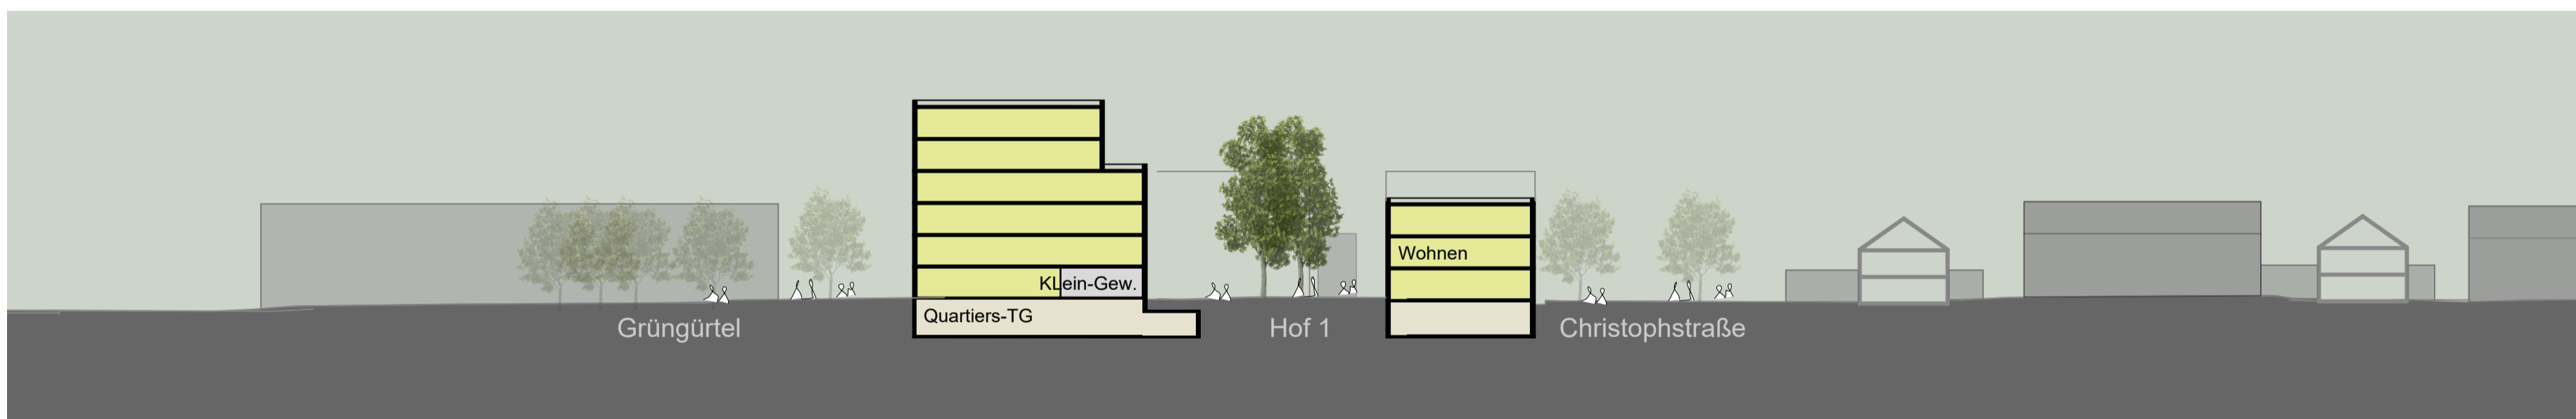 Wohnen
KLein-Gew.
Quartiers-TG
Grüngürtel
Hof 1
Christophstraße